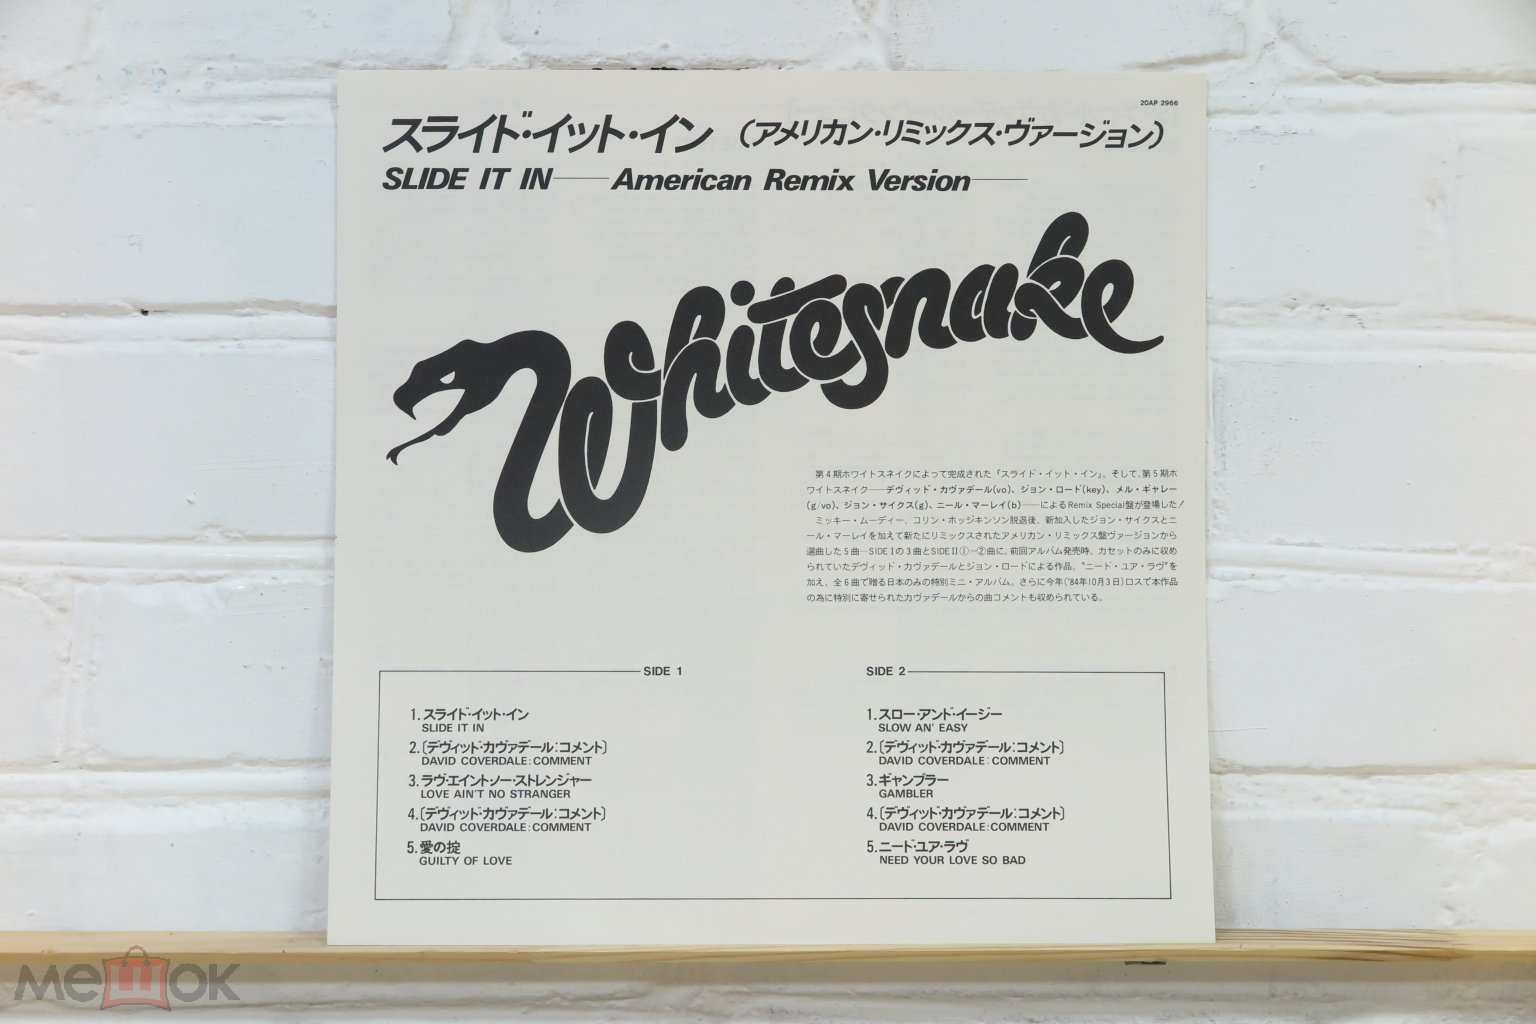 20AP 2966
スライド・イット・イン (アメリカン・リミックス・ヴァージョン)
SLIDE IT IN——American Remix Version——
Whitesnake
第4期ホワイトスネイクによって完成された『スライド・イット・イン』。そして、第5期ホ
ワイトスネイク──デヴィッド・カヴァデール(vo)、ジョン・ロード(key)、メル・ギャレー
(g/vo)、ジョン・サイクス(g)、ニール・マーレイ(b)──によるRemix Special盤が登場した!
ミッキー・ムーディー、コリン・ホッジキンソン脱退後、新加入したジョン・サイクスとニ
ール・マーレイを加えて新たにリミックスされたアメリカン・リミックス盤ヴァージョンから
選曲した5曲─SIDE Iの3曲とSIDE II①〜②曲に、前回アルバム発売時、カセットのみに収め
られていたデヴィッド・カヴァデールとジョン・ロードによる作品、"ニード・ユア・ラヴ"を
加え、全6曲で贈る日本のみの特別ミニ・アルバム。さらに今年('84年10月3日)ロスで本作品
の為に特別に寄せられたカヴァデールからの曲コメントも収められている。
SIDE 1
1.スライド・イット・イン
SLIDE IT IN
2.〔デヴィッド・カヴァデール:コメント〕
DAVID COVERDALE:COMMENT
3.ラヴ・エイント・ノー・ストレンジャー
LOVE AIN'T NO STRANGER
4.〔デヴィッド・カヴァデール:コメント〕
DAVID COVERDALE:COMMENT
5.愛の掟
GUILTY OF LOVE
SIDE 2
1.スロー・アンド・イージー
SLOW AN' EASY
2.〔デヴィッド・カヴァデール:コメント〕
DAVID COVERDALE:COMMENT
3.ギャンブラー
GAMBLER
4.〔デヴィッド・カヴァデール:コメント〕
DAVID COVERDALE:COMMENT
5.ニード・ユア・ラヴ
NEED YOUR LOVE SO BAD
мешок